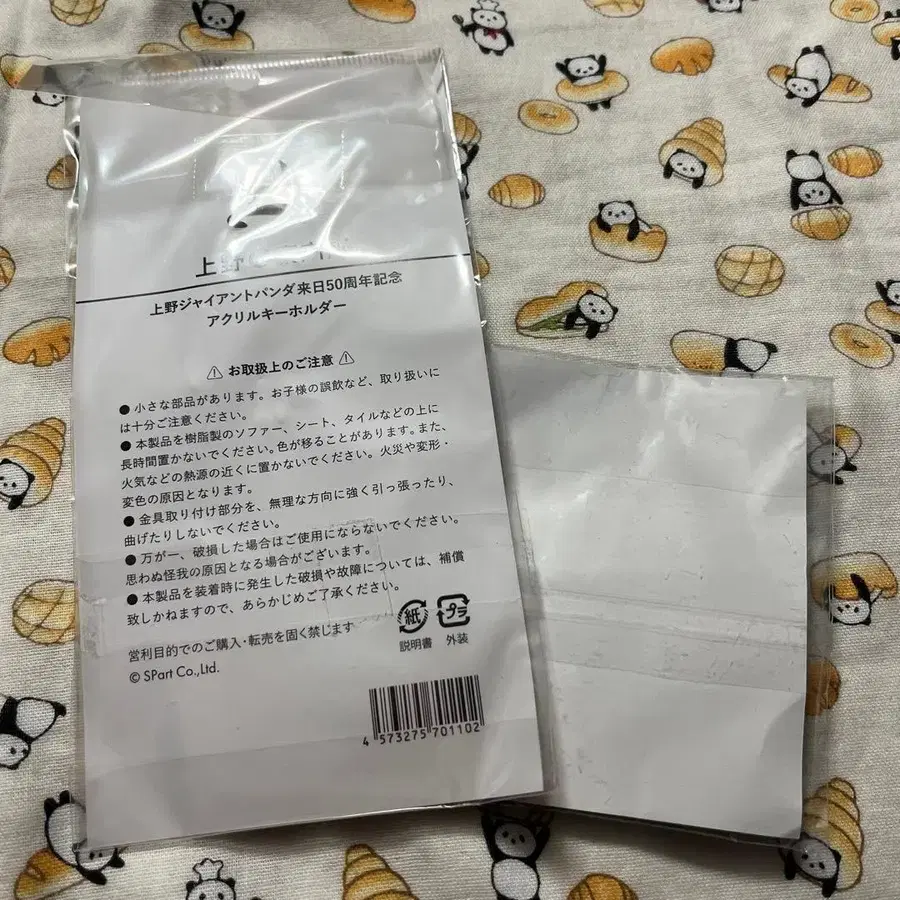 上野
上野ジャイアントパンダ来日50周年記念
アクリルキーホルダー
⚠ お取扱上のご注意 ⚠
● 小さな部品があります。お子様の誤飲など、取り扱いに
は十分ご注意ください。
● 本製品を樹脂製のソファー、シート、タイルなどの上に
長時間置かないでください。色が移ることがあります。また、
火気などの熱源の近くに置かないでください。火災や変形・
変色の原因となります。
● 金具取り付け部分を、無理な方向に強く引っ張ったり、
曲げたりしないでください。
● 万が一、破損した場合はご使用にならないでください。
思わぬ怪我の原因となる場合がございます。
● 本製品を装着時に発生した破損や故障については、補償
致しかねますので、あらかじめご了承ください。
紙 プラ
説明書 外装
営利目的でのご購入・転売を固く禁じます
© SPart Co.,Ltd.
4 573275 701102